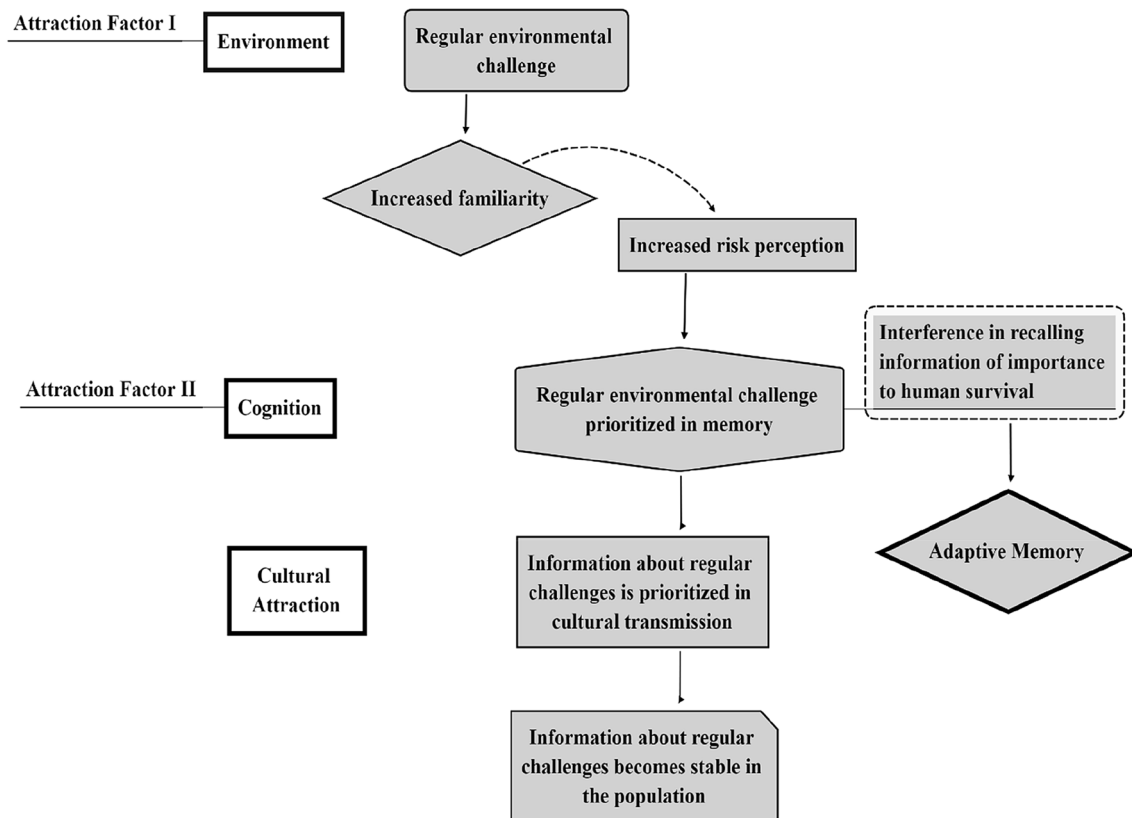 Attraction Factor I
Environment
Regular environmental
challenge
Increased familiarity
Increased risk perception
Interference in recalling
information of importance
to human survival
Attraction Factor II
Cognition
Regular environmental challenge
prioritized in memory
Adaptive Memory
Cultural
Attraction
Information about regular
challenges is prioritized in
cultural transmission
Information about regular
challenges becomes stable in
the population